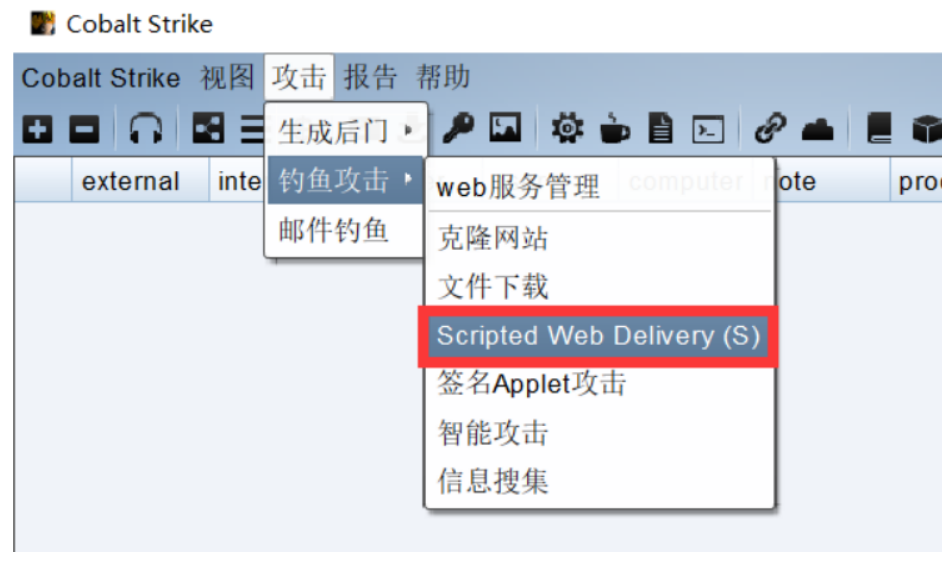 Cobalt Strike
Cobalt Strike 视图 攻击 报告 帮助
生成后门
钓鱼攻击
邮件钓鱼
external inte computer note
web服务管理
克隆网站
文件下载
Scripted Web Delivery (S)
签名Applet攻击
智能攻击
信息搜集